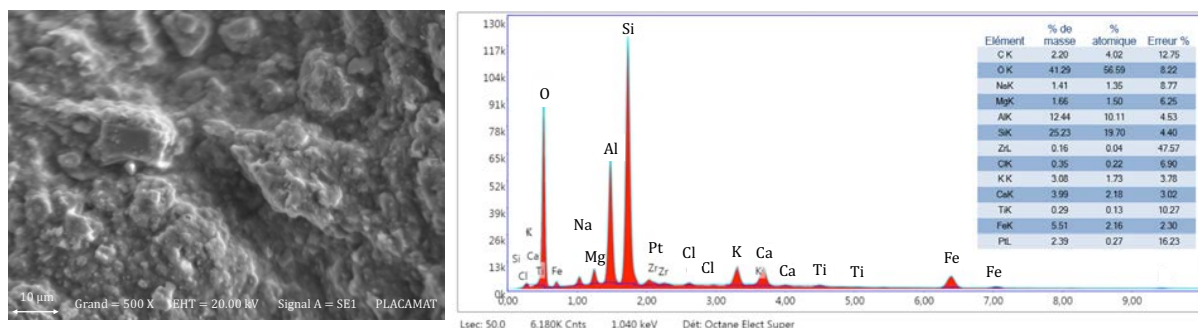 10 µm
Grand = 500 X EHT = 20.00 kV Signal A = SE1 PLACAMAT
130k
117k
104k
91k
78k
65k
52k
39k
26k
13k
0k
Si
O
Al
K
Na
Si
Ca
Mg
Pt
Cl
Ti
Fe
Zr
Zr
Cl
Cl
K
Ca
K
Ca
Ti
Ti
Fe
Fe
0,00 1,00 2,00 3,00 4,00 5,00 6,00 7,00 8,00 9,00
Lsec: 50.0 6.180K Cnts 1.040 keV Dét: Octane Elect Super
Elément % de masse % atomique Erreur %
C K 2.20 4.02 12.75
O K 41.29 56.59 8.22
NaK 1.41 1.35 8.77
MgK 1.66 1.50 6.25
AlK 12.44 10.11 4.53
SiK 25.23 19.70 4.40
ZrL 0.16 0.04 47.57
ClK 0.35 0.22 6.90
K K 3.08 1.73 3.78
CaK 3.99 2.18 3.02
TiK 0.29 0.13 10.27
FeK 5.51 2.16 2.30
PtL 2.39 0.27 16.23